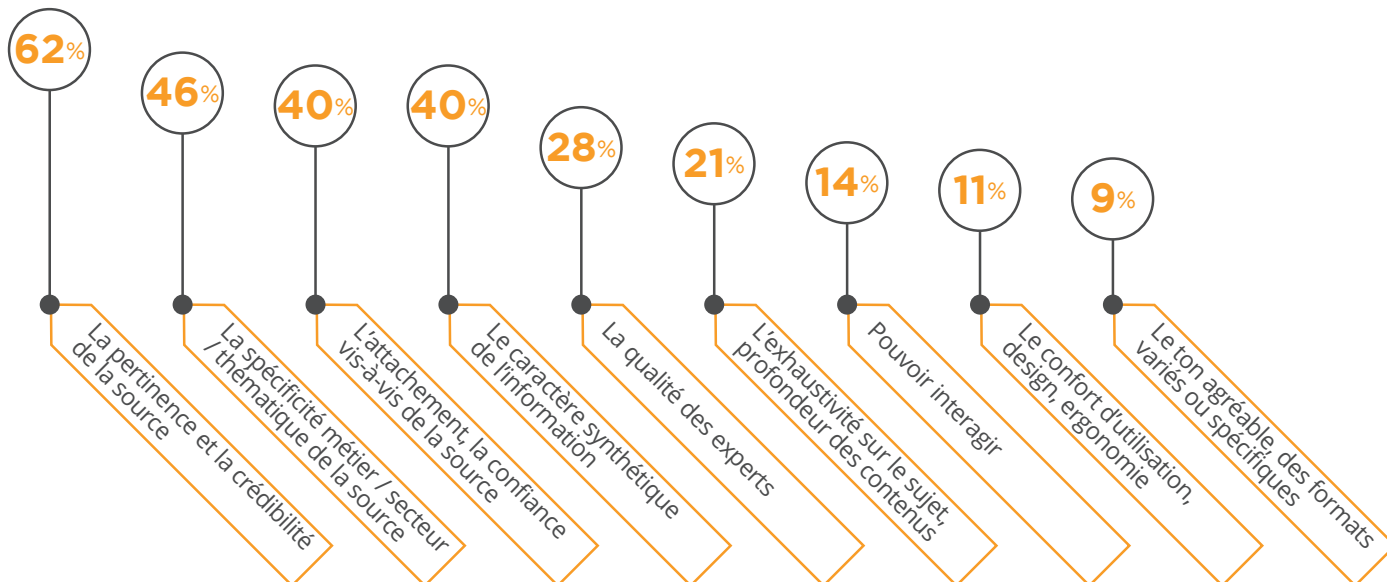 62%
46%
40%
40%
28%
21%
14%
11%
9%
La pertinence et la crédibilité
de la source
La spécificité métier / secteur
/ thématique de la source
L'attachement, la confiance
vis-à-vis de la source
Le caractère synthétique
de l'information
La qualité des experts
L'exhaustivité sur le sujet,
profondeur des contenus
Pouvoir interagir
Le confort d'utilisation,
design, ergonomie
Le ton agréable, des formats
variés ou spécifiques